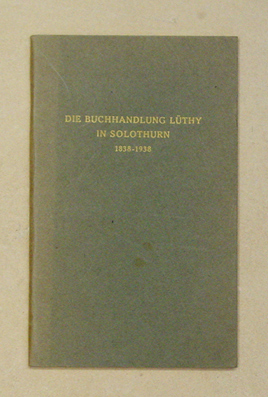 DIE BUCHHANDLUNG LÜTHY
IN SOLOTHURN
1838-1938